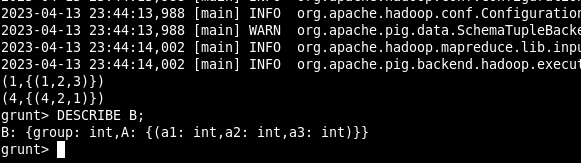 2023-04-13 23:44:13,988 [main] INFO  org.apache.hadoop.conf.Configuration
2023-04-13 23:44:13,988 [main] WARN  org.apache.pig.data.SchemaTupleBacke
2023-04-13 23:44:14,002 [main] INFO  org.apache.hadoop.mapreduce.lib.inpu
2023-04-13 23:44:14,002 [main] INFO  org.apache.pig.backend.hadoop.execut
(1,{(1,2,3)})
(4,{(4,2,1)})
grunt> DESCRIBE B;
B: {group: int,A: {(a1: int,a2: int,a3: int)}}
grunt>